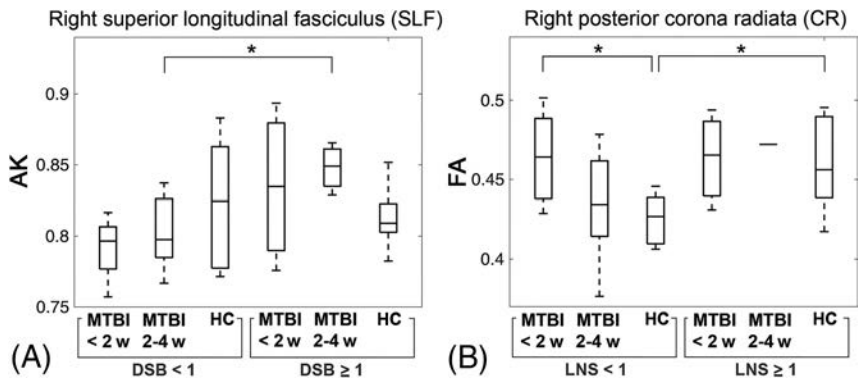 Right superior longitudinal fasciculus (SLF)
*
0.9
0.85
0.8
0.75
AK
MTBI MTBI HC MTBI MTBI HC
< 2 w 2-4 w < 2 w 2-4 w
(A)
DSB < 1 DSB ≥ 1
Right posterior corona radiata (CR)
* *
0.5
0.45
0.4
FA
MTBI MTBI HC MTBI MTBI HC
< 2 w 2-4 w < 2 w 2-4 w
(B)
LNS < 1 LNS ≥ 1